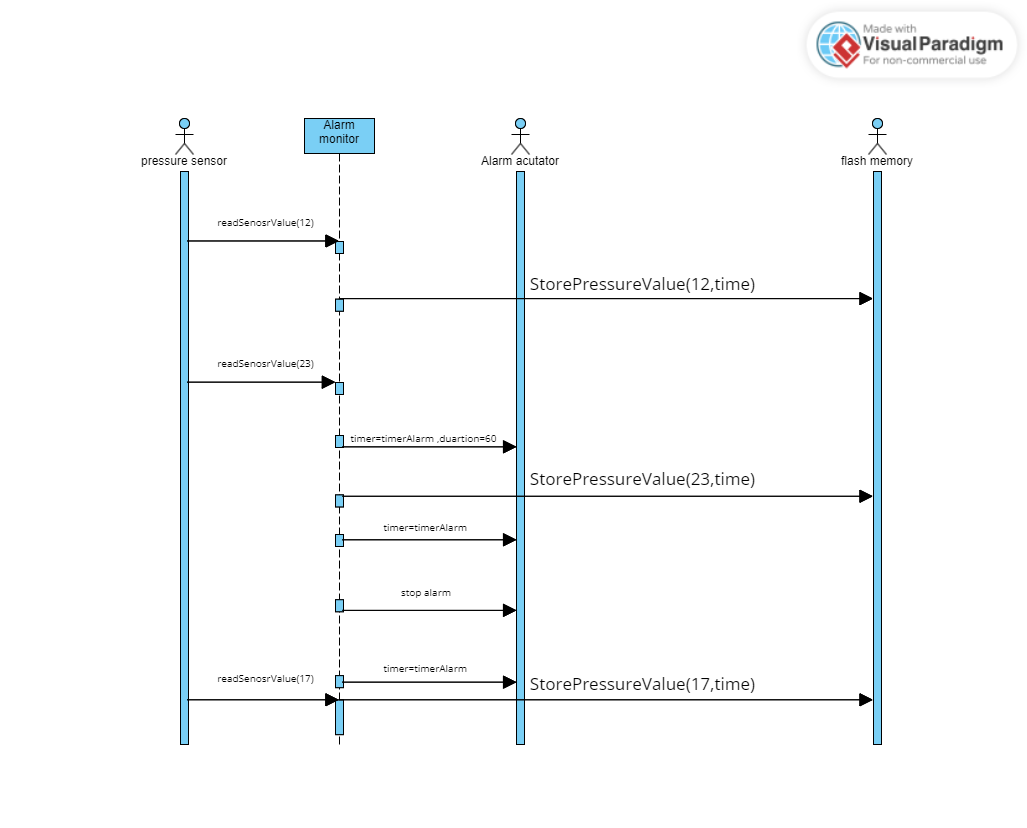 Made with
Visual Paradigm
For non-commercial use
Alarm
monitor
pressure sensor
Alarm acutator
flash memory
readSenosrValue(12)
StorePressureValue(12,time)
readSenosrValue(23)
timer=timerAlarm ,duartion=60
StorePressureValue(23,time)
timer=timerAlarm
stop alarm
timer=timerAlarm
readSenosrValue(17)
StorePressureValue(17,time)